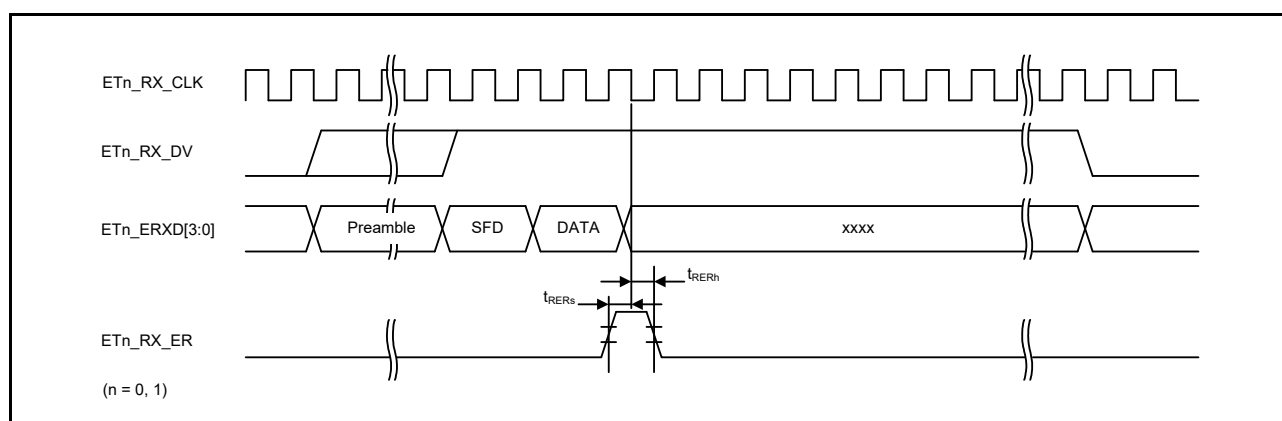 ETn_RX_CLK
ETn_RX_DV
ETn_ERXD[3:0]
Preamble
SFD
DATA
xxxx
tRERh
tRERs
ETn_RX_ER
(n = 0, 1)